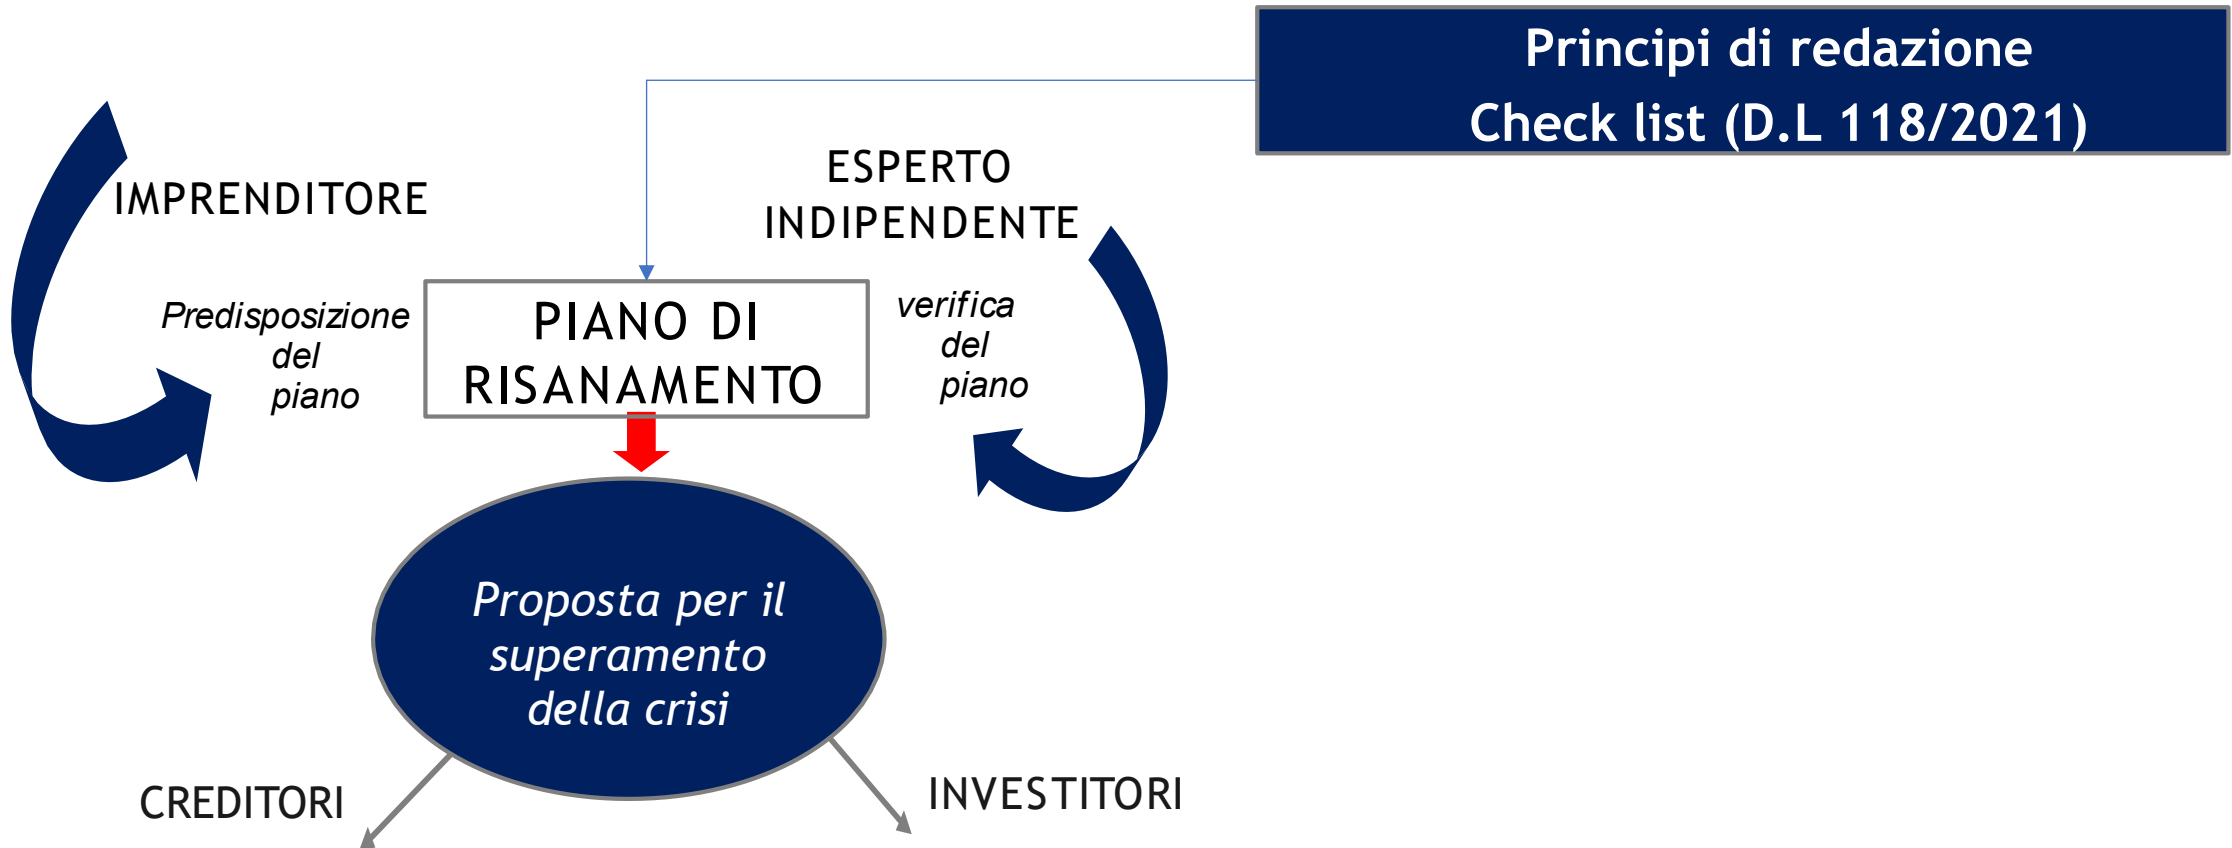 Principi di redazione
Check list (D.L 118/2021)
IMPRENDITORE
ESPERTO
INDIPENDENTE
Predisposizione
del
piano
PIANO DI
RISANAMENTO
verifica
del
piano
Proposta per il
superamento
della crisi
CREDITORI
INVESTITORI